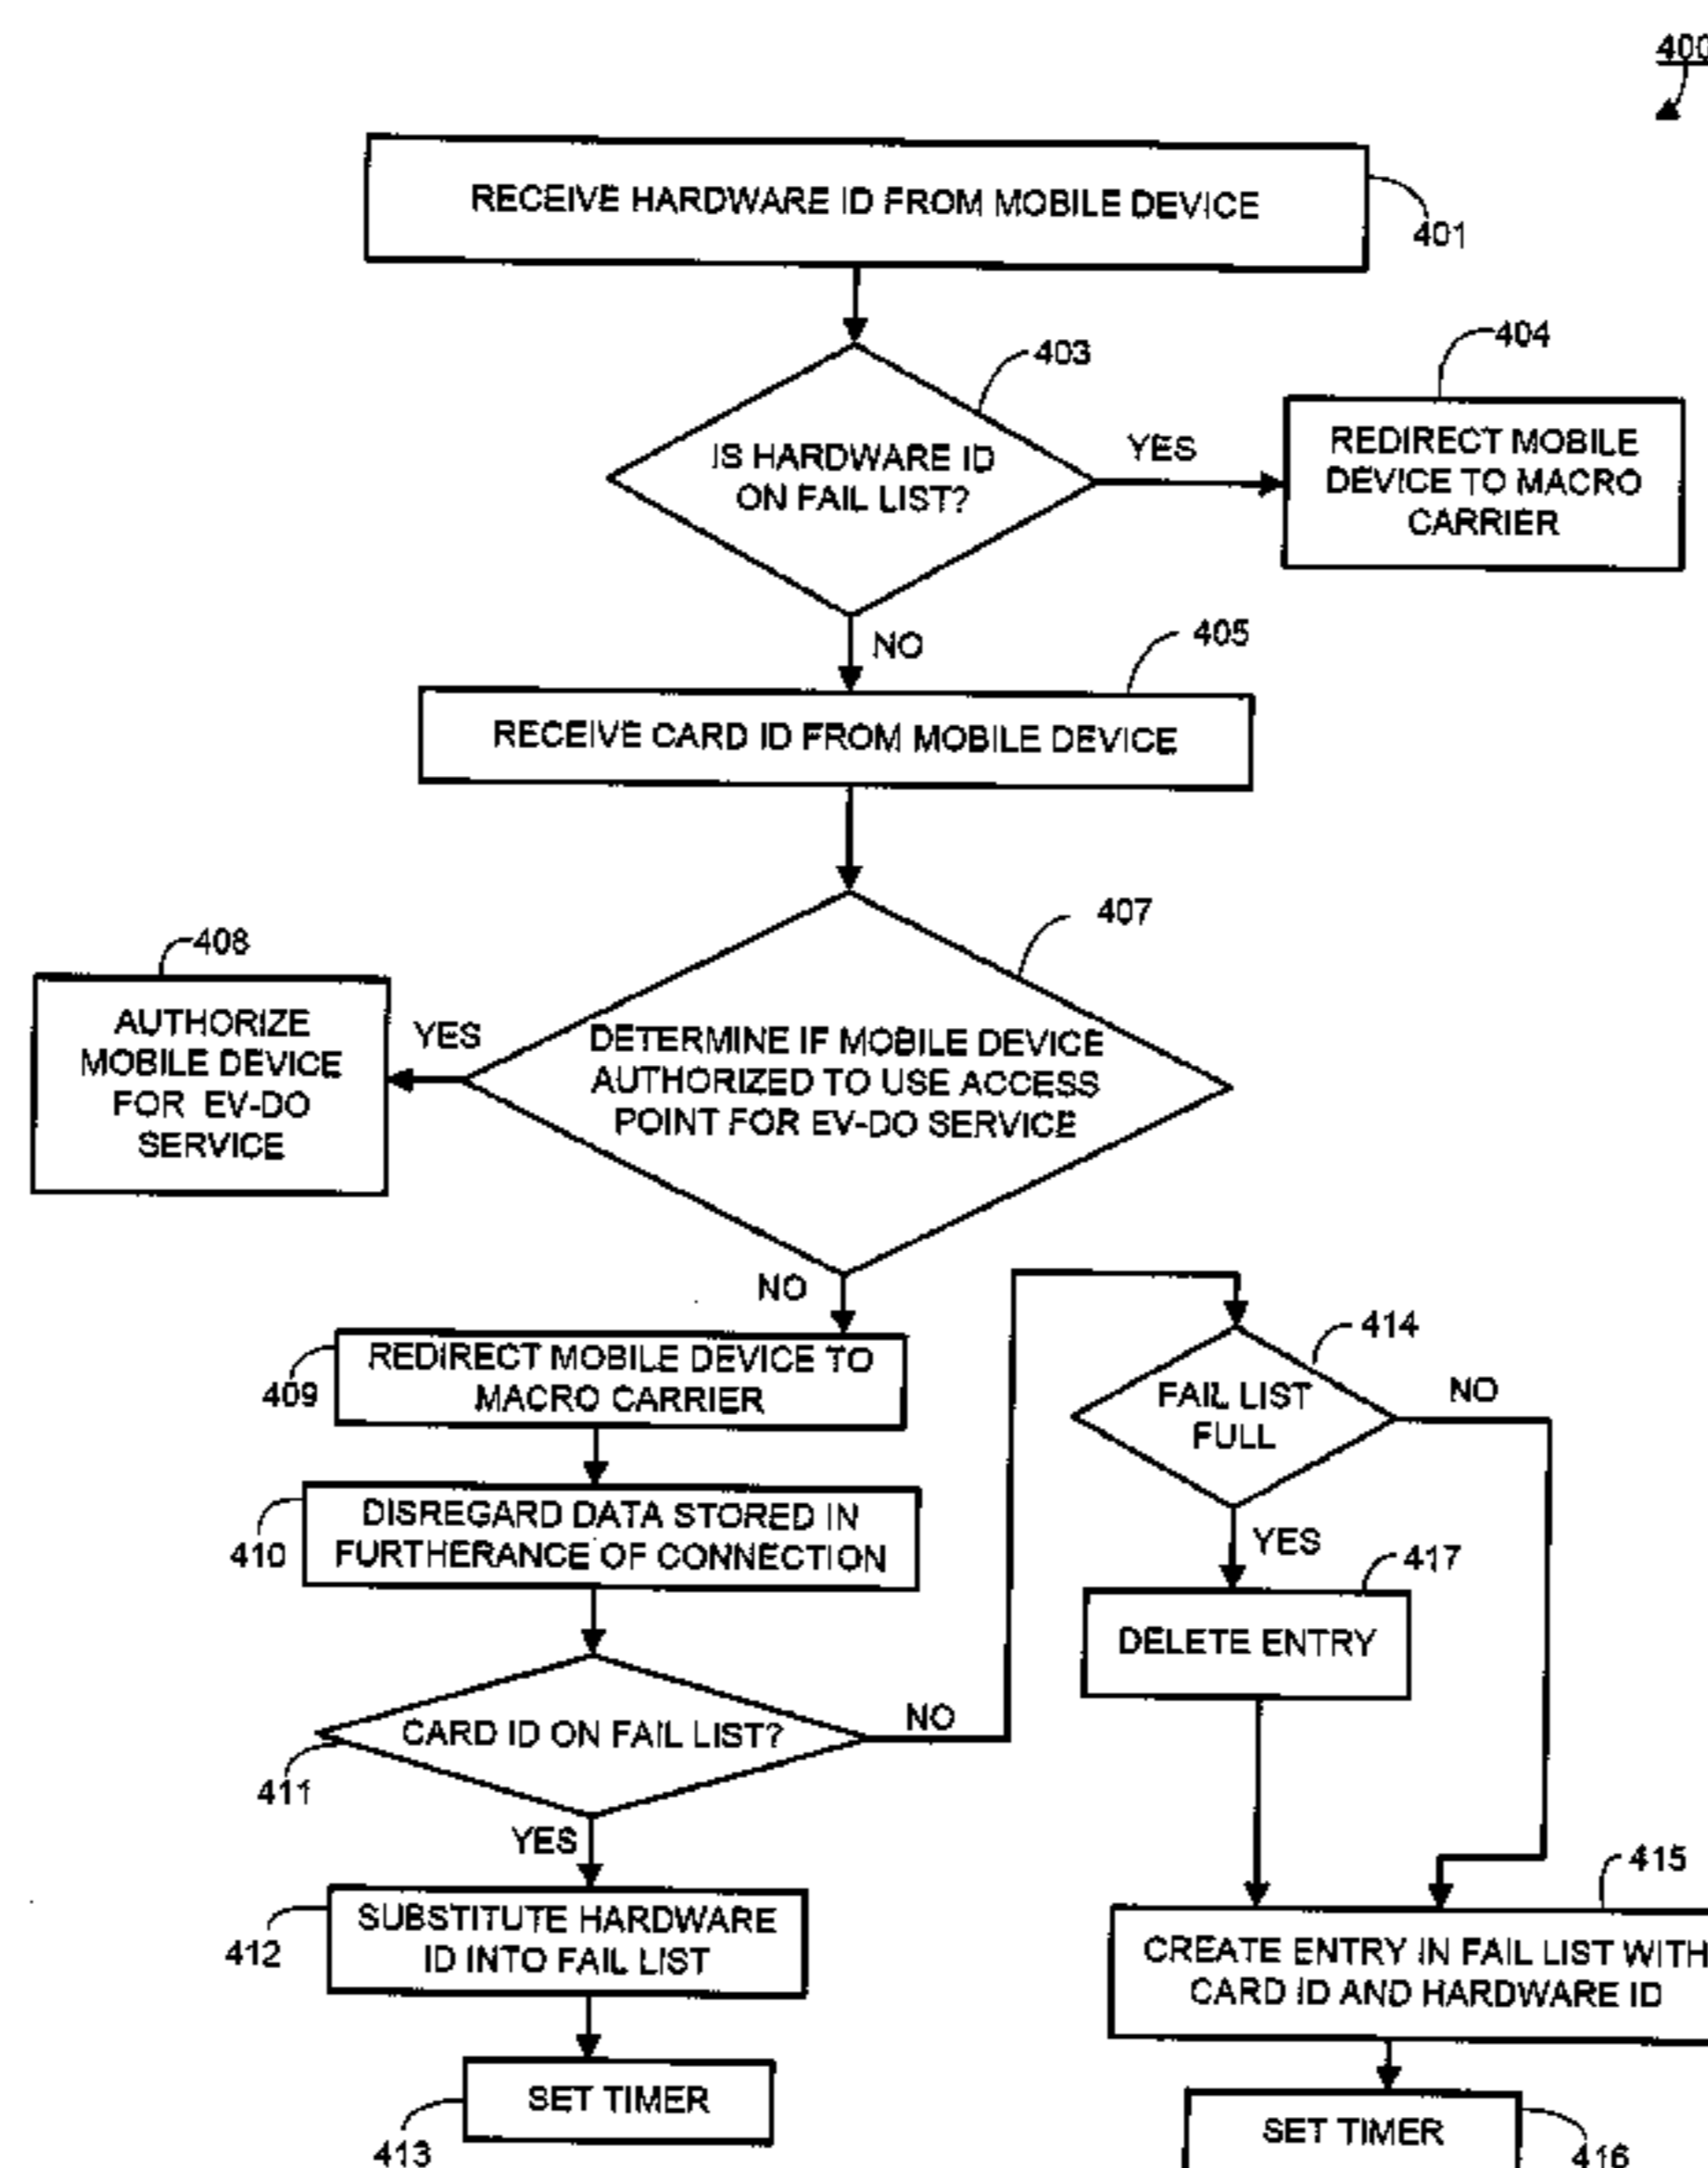 400
RECEIVE HARDWARE ID FROM MOBILE DEVICE
401
403
404
IS HARDWARE ID
ON FAIL LIST?
YES
REDIRECT MOBILE
DEVICE TO MACRO
CARRIER
NO
405
RECEIVE CARD ID FROM MOBILE DEVICE
407
408
AUTHORIZE
MOBILE DEVICE
FOR EV-DO
SERVICE
YES
DETERMINE IF MOBILE DEVICE
AUTHORIZED TO USE ACCESS
POINT FOR EV-DO SERVICE
NO
409
REDIRECT MOBILE DEVICE TO
MACRO CARRIER
414
FAIL LIST
FULL
NO
410
DISREGARD DATA STORED IN
FURTHERANCE OF CONNECTION
YES
417
DELETE ENTRY
411
CARD ID ON FAIL LIST?
NO
YES
412
SUBSTITUTE HARDWARE
ID INTO FAIL LIST
415
CREATE ENTRY IN FAIL LIST WITH
CARD ID AND HARDWARE ID
413
SET TIMER
SET TIMER
416